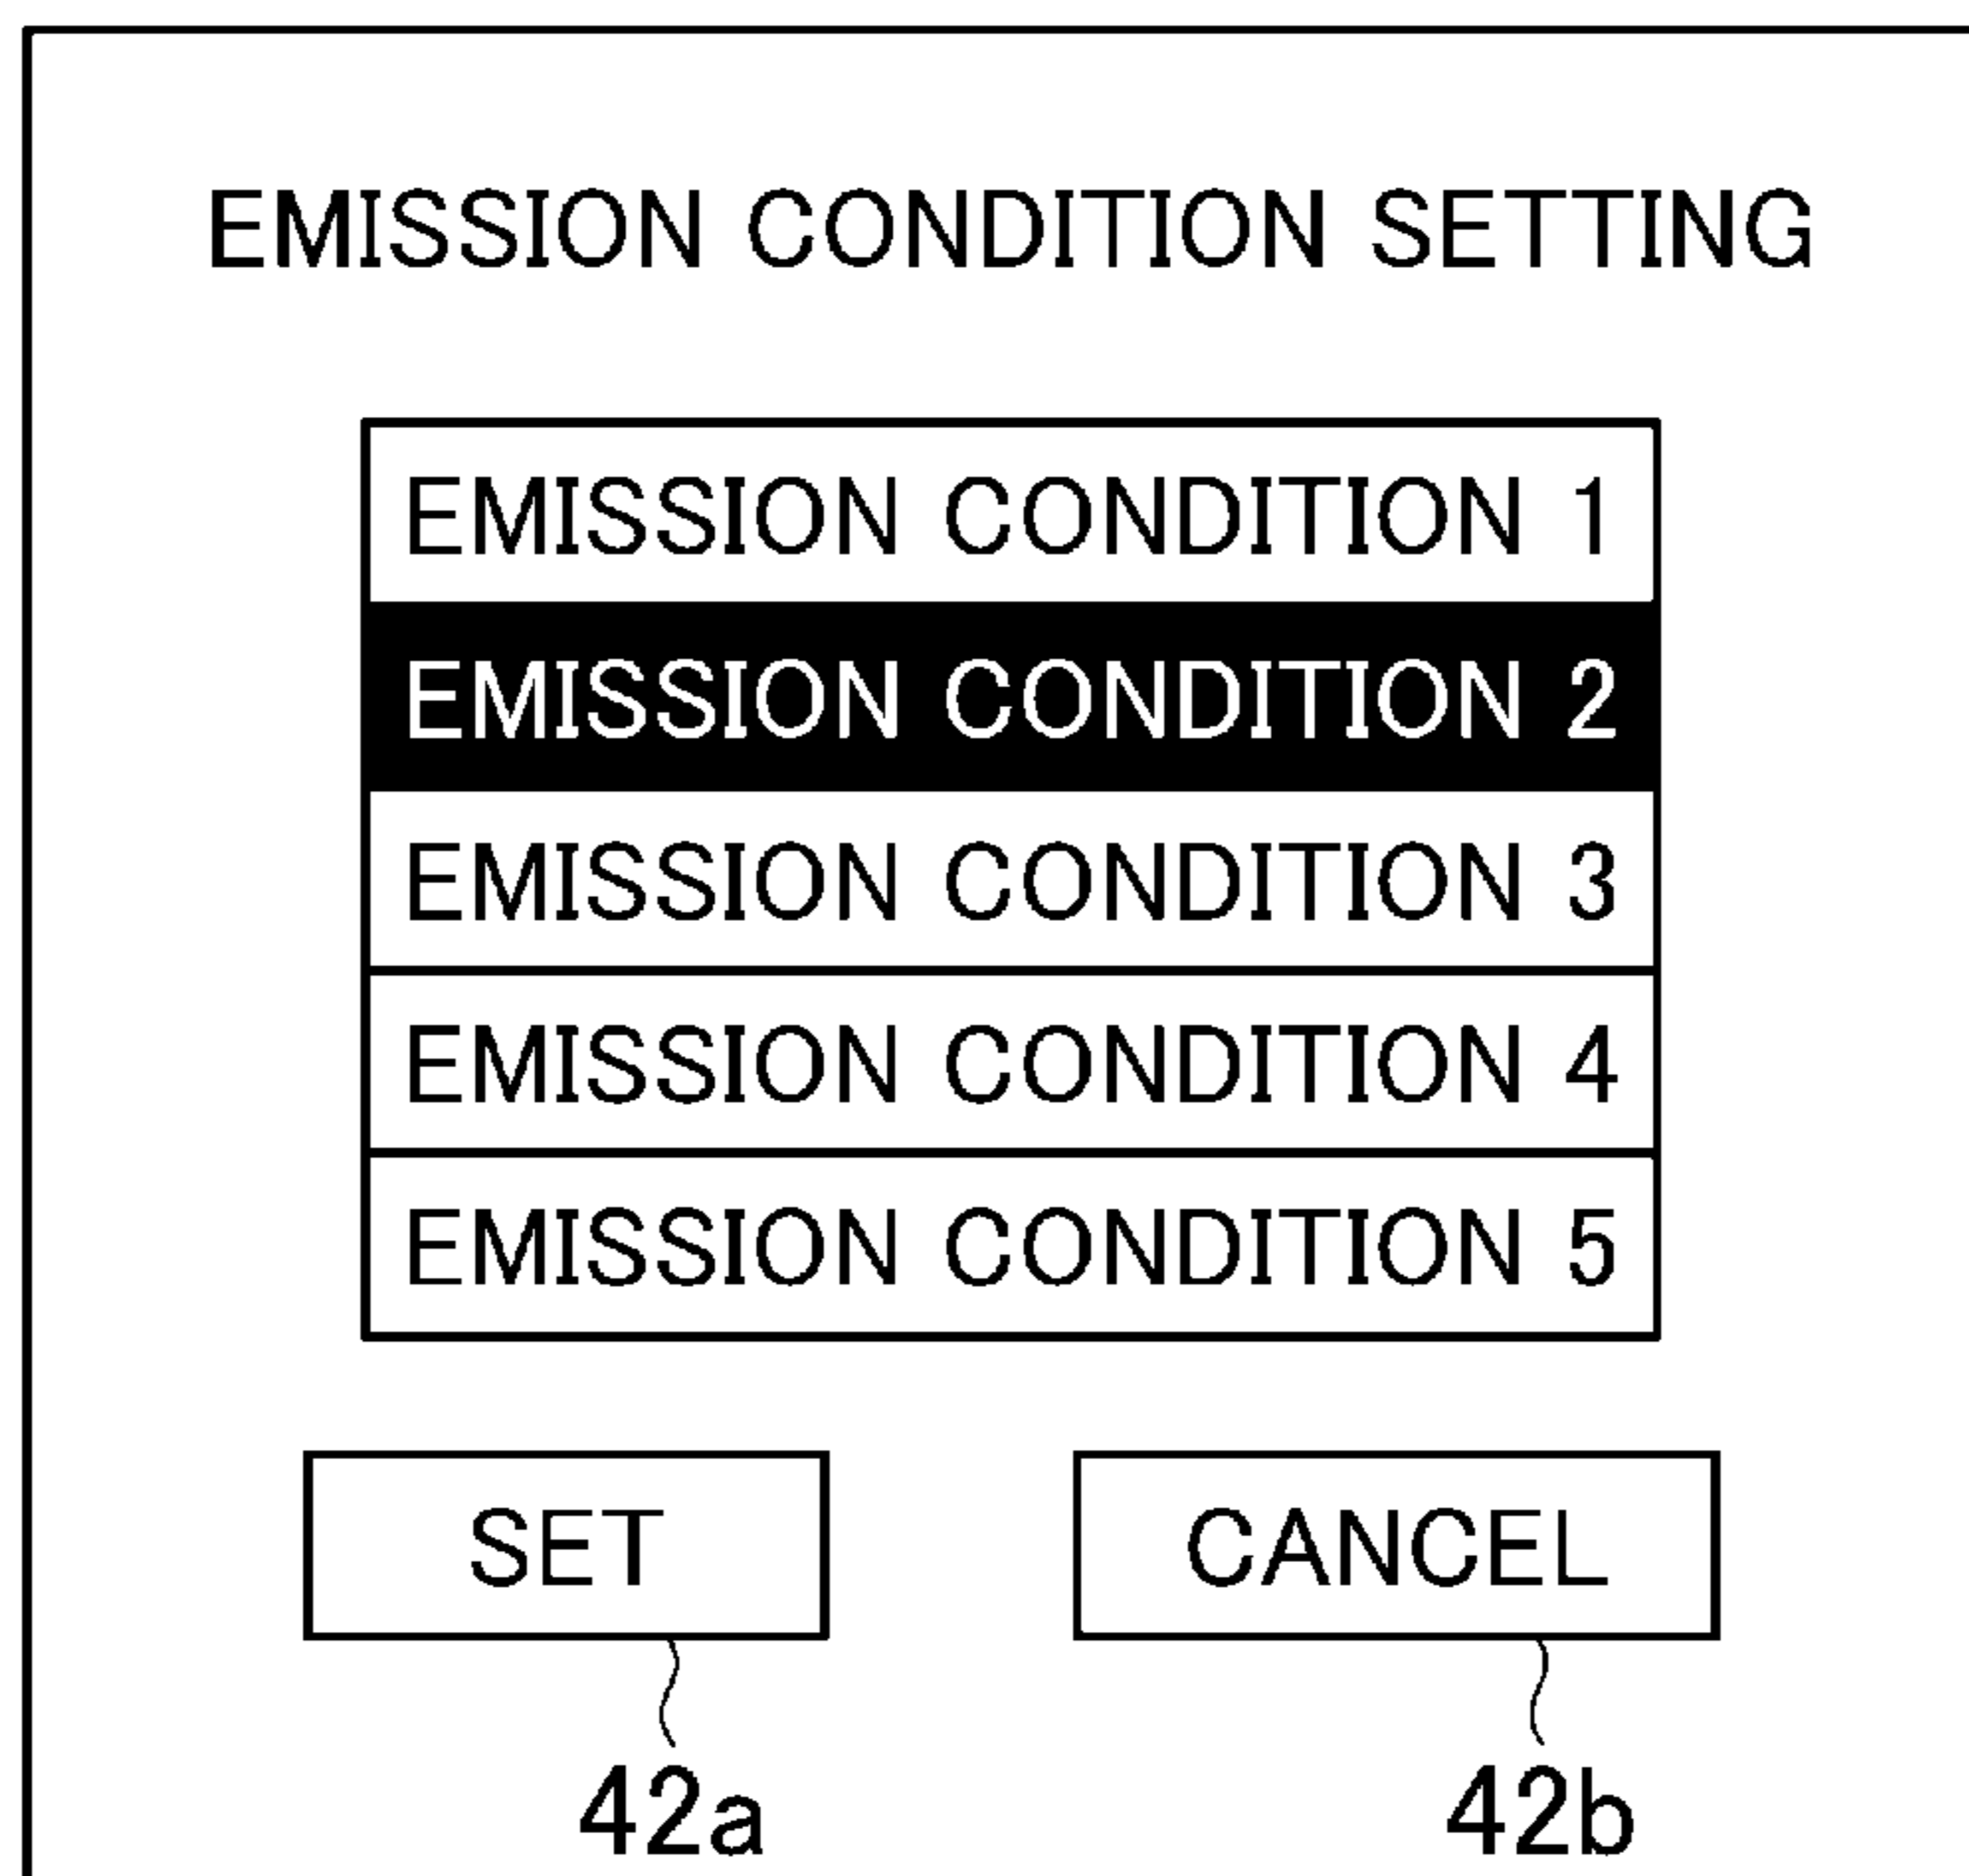 EMISSION CONDITION SETTING
EMISSION CONDITION 1
EMISSION CONDITION 2
EMISSION CONDITION 3
EMISSION CONDITION 4
EMISSION CONDITION 5
SET CANCEL
42a 42b